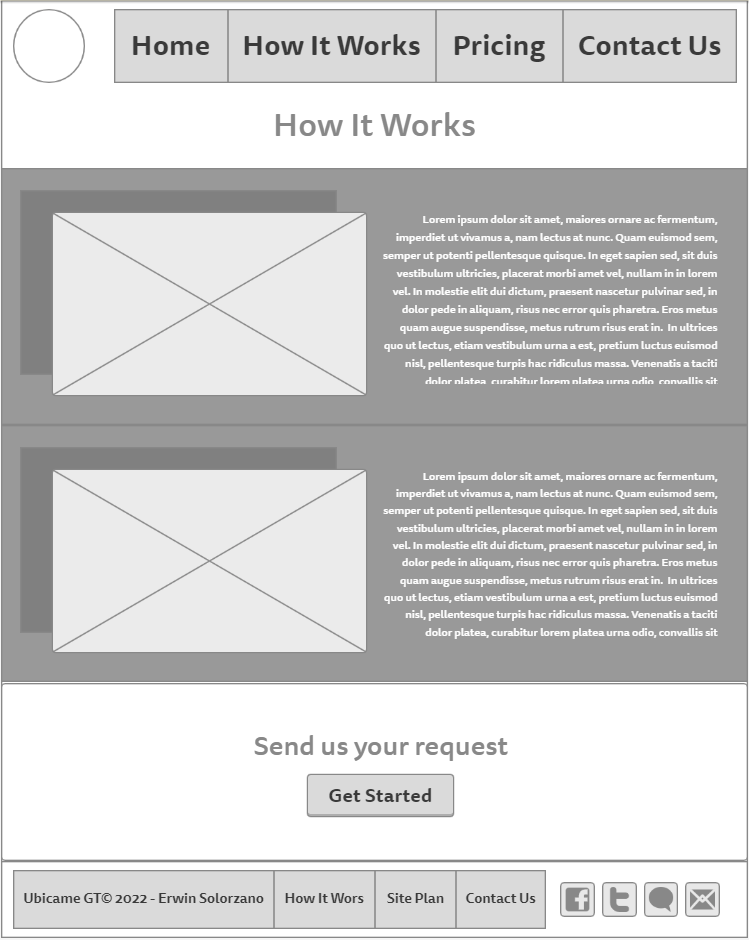 Home How It Works Pricing Contact Us
How It Works
Lorem ipsum dolor sit amet, maiores ornare ac fermentum,
imperdiet ut vivamus a, nam lectus at nunc. Quam euismod sem,
semper ut potenti pellentesque quisque. In eget sapien sed, sit duis
vestibulum ultricies, placerat morbi amet vel, nullam in in lorem
vel. In molestie elit dui dictum, praesent nascetur pulvinar sed, in
dolor pede in aliquam, risus nec error quis pharetra. Eros metus
quam augue suspendisse, metus rutrum risus erat in. In ultrices
quo ut lectus, etiam vestibulum urna a est, pretium luctus euismod
nisl, pellentesque turpis hac ridiculus massa. Venenatis a taciti
dolor platea, curabitur lorem platea urna odio, convallis sit
Lorem ipsum dolor sit amet, maiores ornare ac fermentum,
imperdiet ut vivamus a, nam lectus at nunc. Quam euismod sem,
semper ut potenti pellentesque quisque. In eget sapien sed, sit duis
vestibulum ultricies, placerat morbi amet vel, nullam in in lorem
vel. In molestie elit dui dictum, praesent nascetur pulvinar sed, in
dolor pede in aliquam, risus nec error quis pharetra. Eros metus
quam augue suspendisse, metus rutrum risus erat in. In ultrices
quo ut lectus, etiam vestibulum urna a est, pretium luctus euismod
nisl, pellentesque turpis hac ridiculus massa. Venenatis a taciti
dolor platea, curabitur lorem platea urna odio, convallis sit
Send us your request
Get Started
Ubicame GT© 2022 - Erwin Solorzano How It Wors Site Plan Contact Us